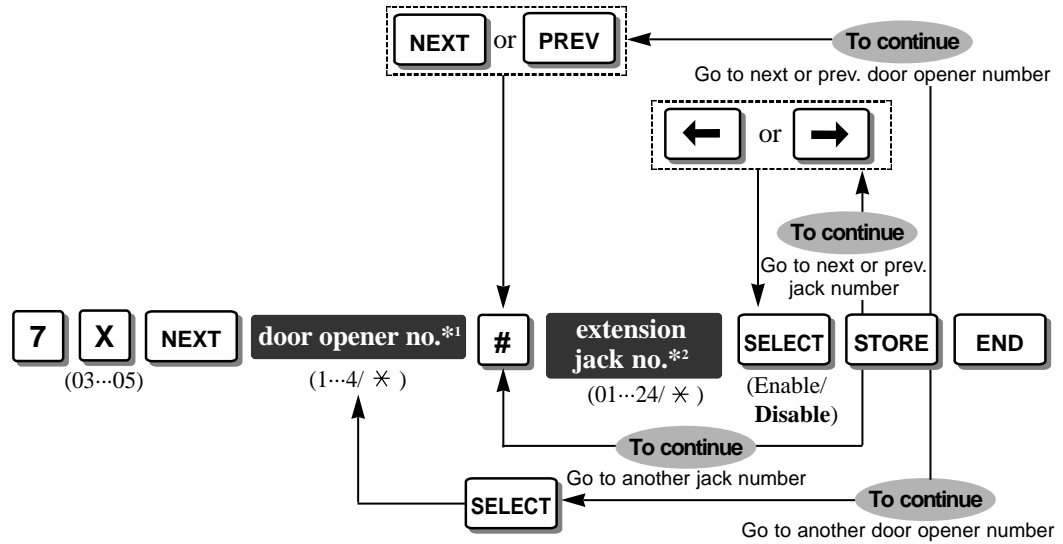 NEXT or PREV
To continue
Go to next or prev. door opener number
← or →
To continue
Go to next or prev.
jack number
7 X NEXT door opener no.*1 # extension
jack no.*2 SELECT STORE END
(03···05) (1···4/ ✳ ) (01···24/ ✳ ) (Enable/
Disable)
To continue
Go to another jack number
SELECT
To continue
Go to another door opener number